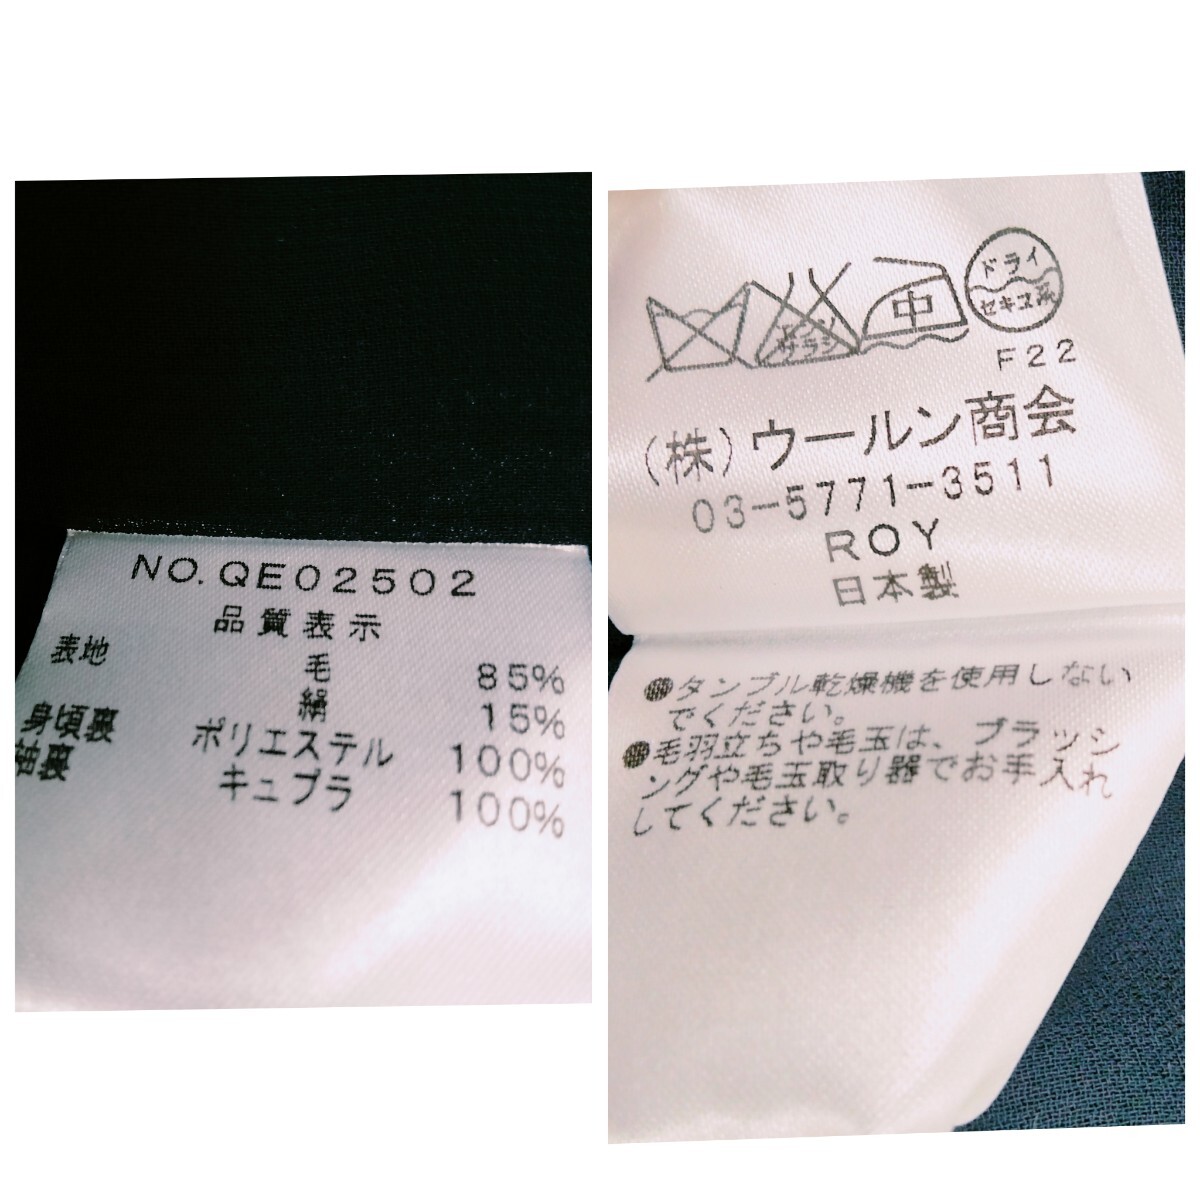 NO.QE02502
品質表示
表地 毛 85%
絹 15%
身頃裏 ポリエステル 100%
袖裏 キュプラ 100%
エンソ
サラシ
中
ドライ
セキユ系
F22
(株)ウールン商会
03-5771-3511
ROY
日本製
●タンブル乾燥機を使用しない
でください。
●毛羽立ちや毛玉は、ブラッシ
ングや毛玉取り器でお手入れ
してください。